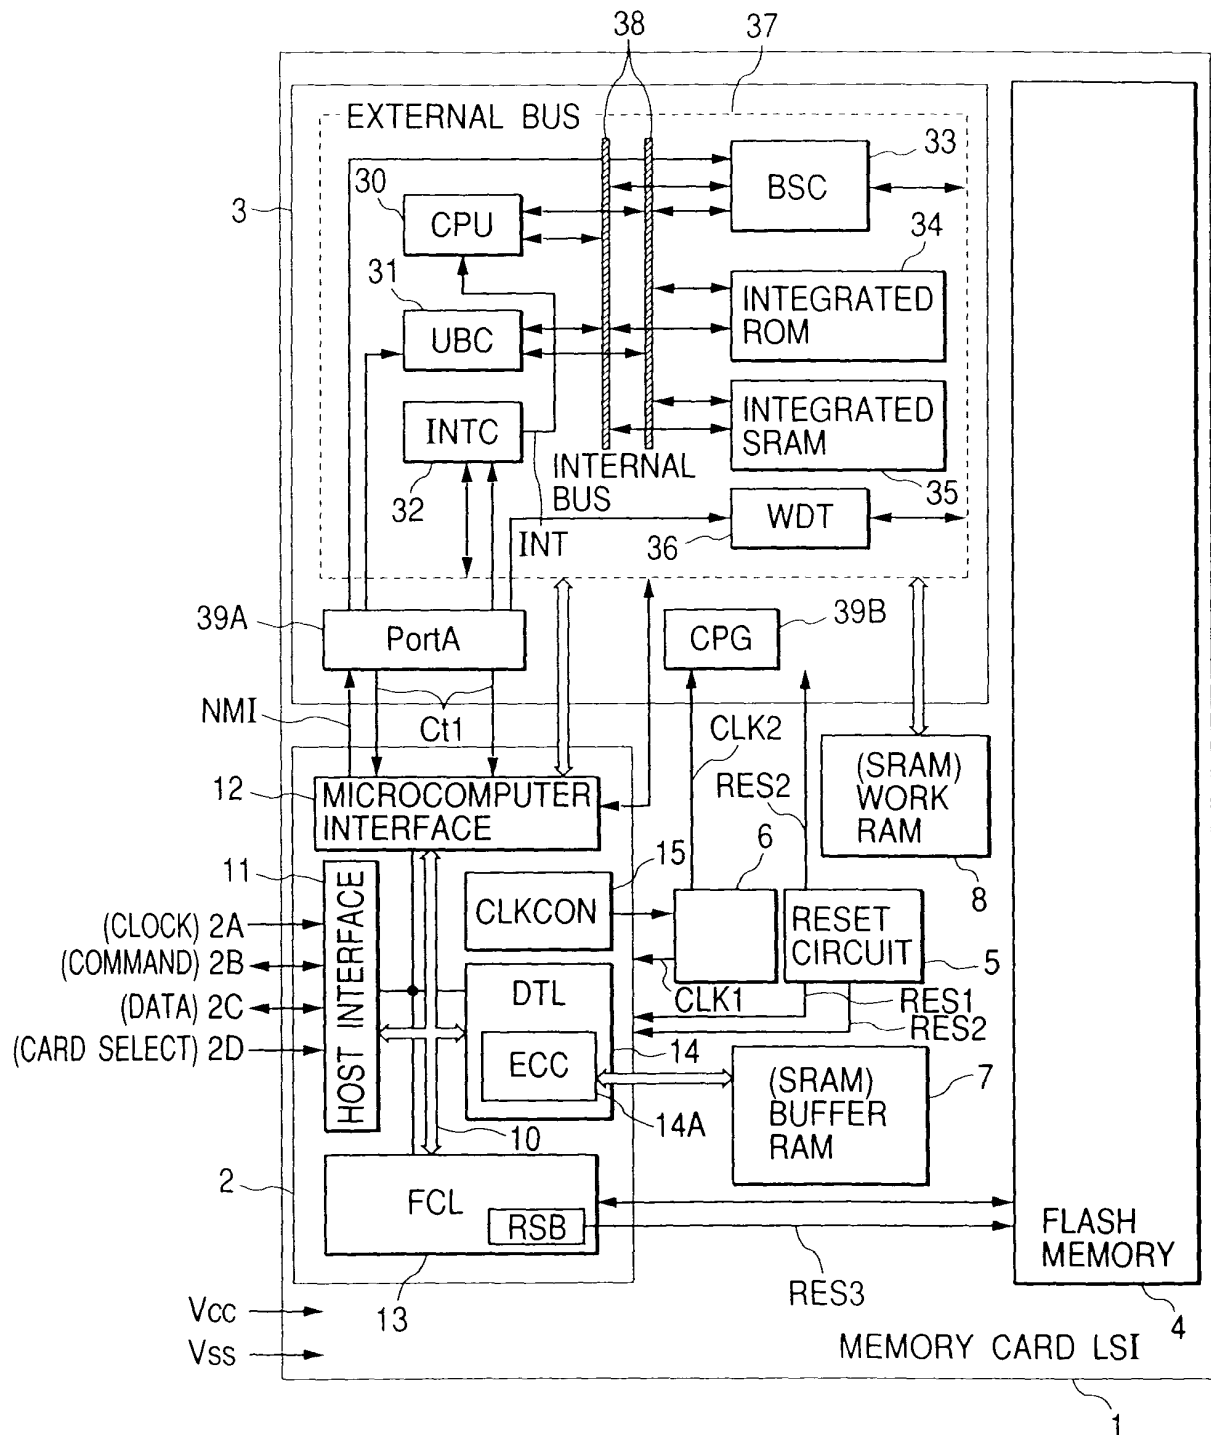 38
37
EXTERNAL BUS
33
30
BSC
3
CPU
34
31
INTEGRATED
ROM
UBC
INTEGRATED
SRAM
INTC
INTERNAL
BUS
35
32
WDT
36
INT
39A
39B
PortA
CPG
NMI
Ct1
CLK2
(SRAM)
WORK
RAM
RES2
12
MICROCOMPUTER
INTERFACE
6
15
11
8
CLKCON
HOST INTERFACE
(CLOCK) 2A
RESET
CIRCUIT
(COMMAND) 2B
5
DTL
CLK1
RES1
(DATA) 2C
RES2
(CARD SELECT) 2D
14
ECC
7
(SRAM)
BUFFER
RAM
14A
10
2
FCL
RSB
FLASH
MEMORY
RES3
Vcc
13
4
Vss
MEMORY CARD LSI
1